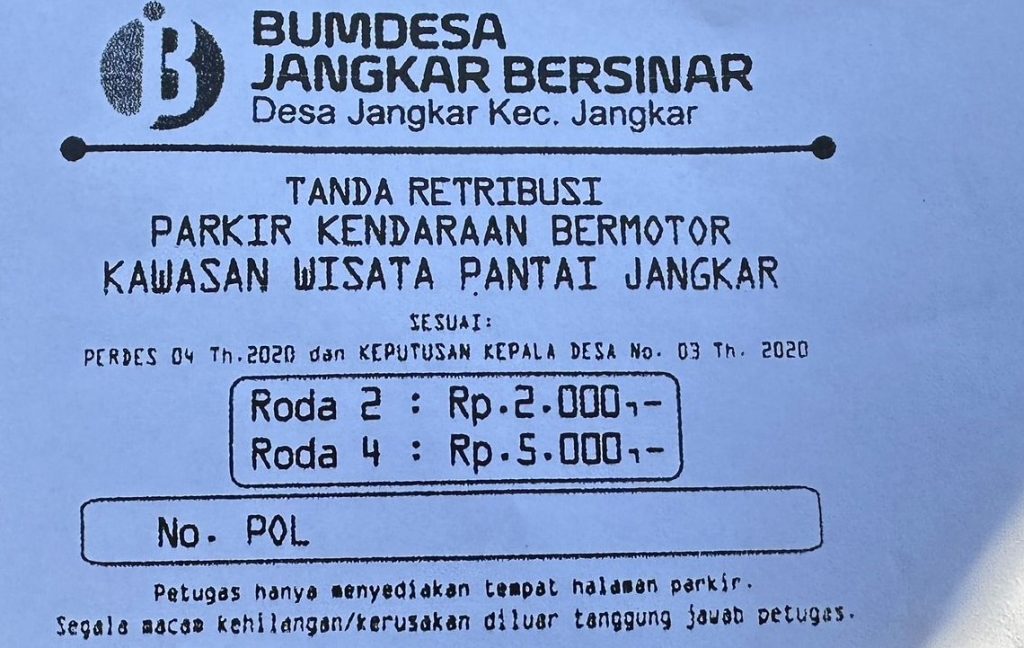 BUMDESA
JANGKAR BERSINAR
Desa Jangkar Kec. Jangkar
TANDA RETRIBUSI
PARKIR KENDARAAN BERMOTOR
KAWASAN WISATA PANTAI JANGKAR
SESUAI:
PERDES 04 Th.2020 dan KEPUTUSAN KEPALA DESA No. 03 Th. 2020
Roda 2 : Rp.2.000,-
Roda 4 : Rp.5.000,-
No. POL
Petugas hanya menyediakan tempat halaman parkir.
Segala macam kehilangan/kerusakan diluar tanggung jawab petugas.